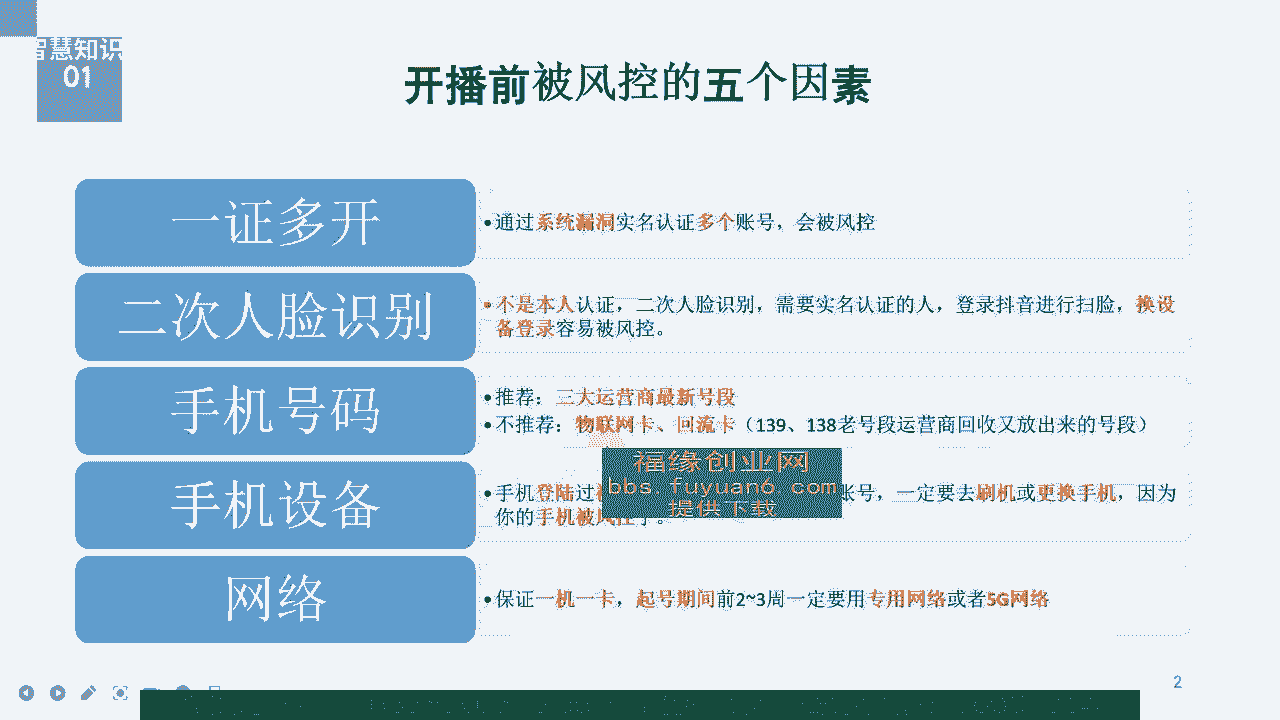 智慧知识
01
开播前被风控的五个因素
一证多开
•通过系统漏洞实名认证多个账号，会被风控
二次人脸识别
•不是本人认证，二次人脸识别，需要实名认证的人，登录抖音进行扫脸，换设
备登录容易被风控。
手机号码
•推荐：三大运营商最新号段
•不推荐：物联网卡、回流卡（139、138老号段运营商回收又放出来的号段）
手机设备
•手机登陆过 账号，一定要去刷机或更换手机，因为
你的手机被风控了。
福缘创业网
bbs fuyuan6 com
提供下载
网络
•保证一机一卡，起号期间前2~3周一定要用专用网络或者5G网络
2